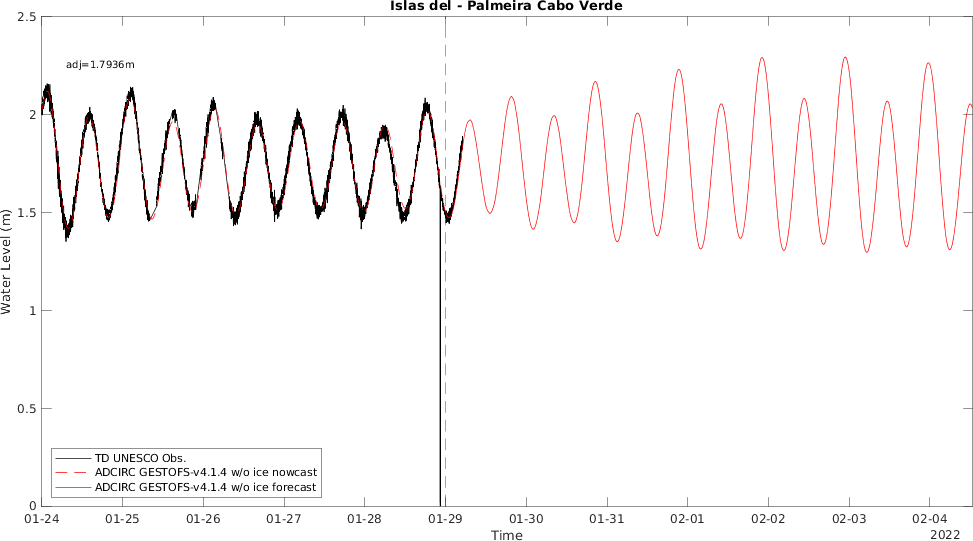 Islas del - Palmeira Cabo Verde
adj=1.7936m
2.5
2
1.5
1
0.5
0
Water Level (m)
TD UNESCO Obs.
ADCIRC GESTOFS-v4.1.4 w/o ice nowcast
ADCIRC GESTOFS-v4.1.4 w/o ice forecast
01-24 01-25 01-26 01-27 01-28 01-29 01-30 01-31 02-01 02-02 02-03 02-04
Time
2022